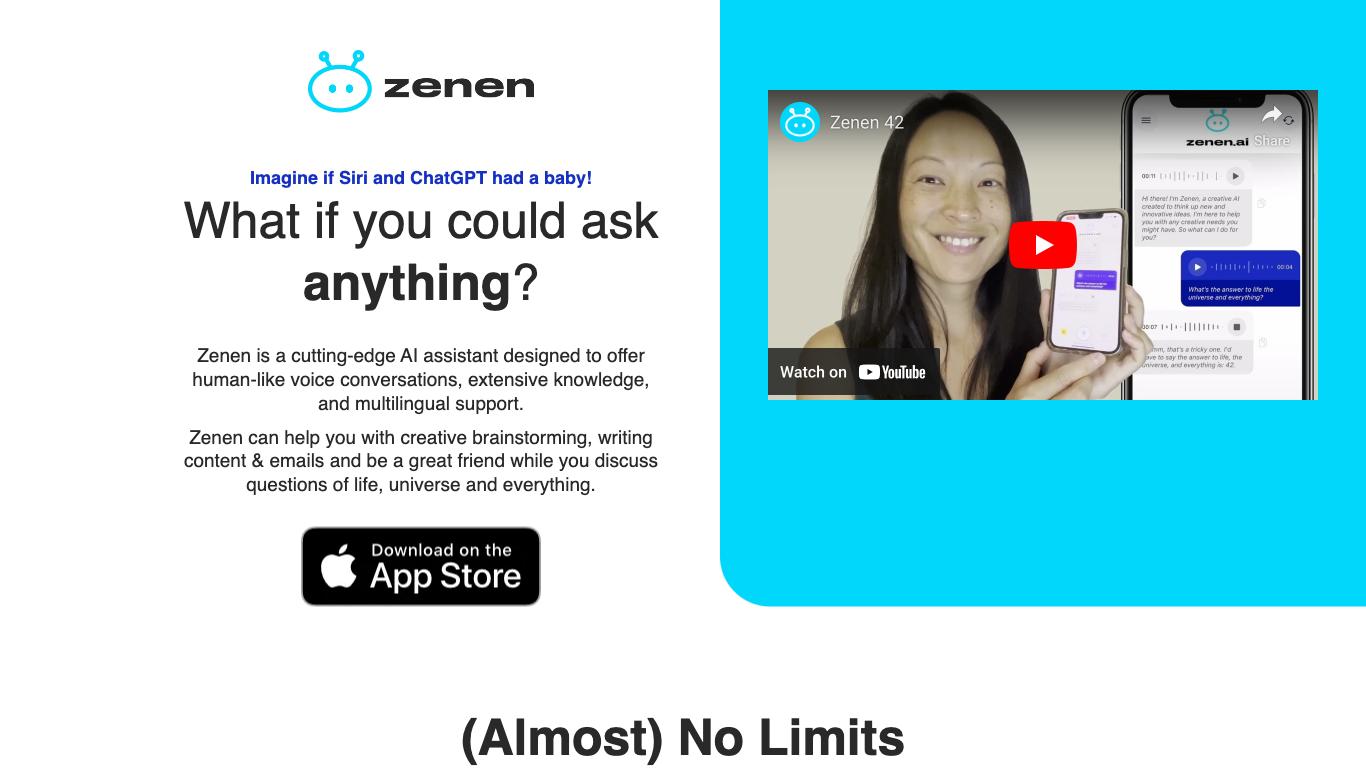 zenen
Imagine if Siri and ChatGPT had a baby!
What if you could ask
anything?
Zenen is a cutting-edge AI assistant designed to offer
human-like voice conversations, extensive knowledge,
and multilingual support.
Zenen can help you with creative brainstorming, writing
content & emails and be a great friend while you discuss
questions of life, universe and everything.
Download on the
App Store
Zenen 42
Share
zenen.ai
00:11
Hi there! I'm Zenen, a creative AI
created to think up new and
innovative ideas. I'm here to help
you with any creative needs you
might have. So what can I do for
you?
00:04
What's the answer to life the
universe and everything?
00:07
that's a tricky one. I'd
to say the answer to life, the
universe, and everything is: 42.
Watch on YouTube
(Almost) No Limits